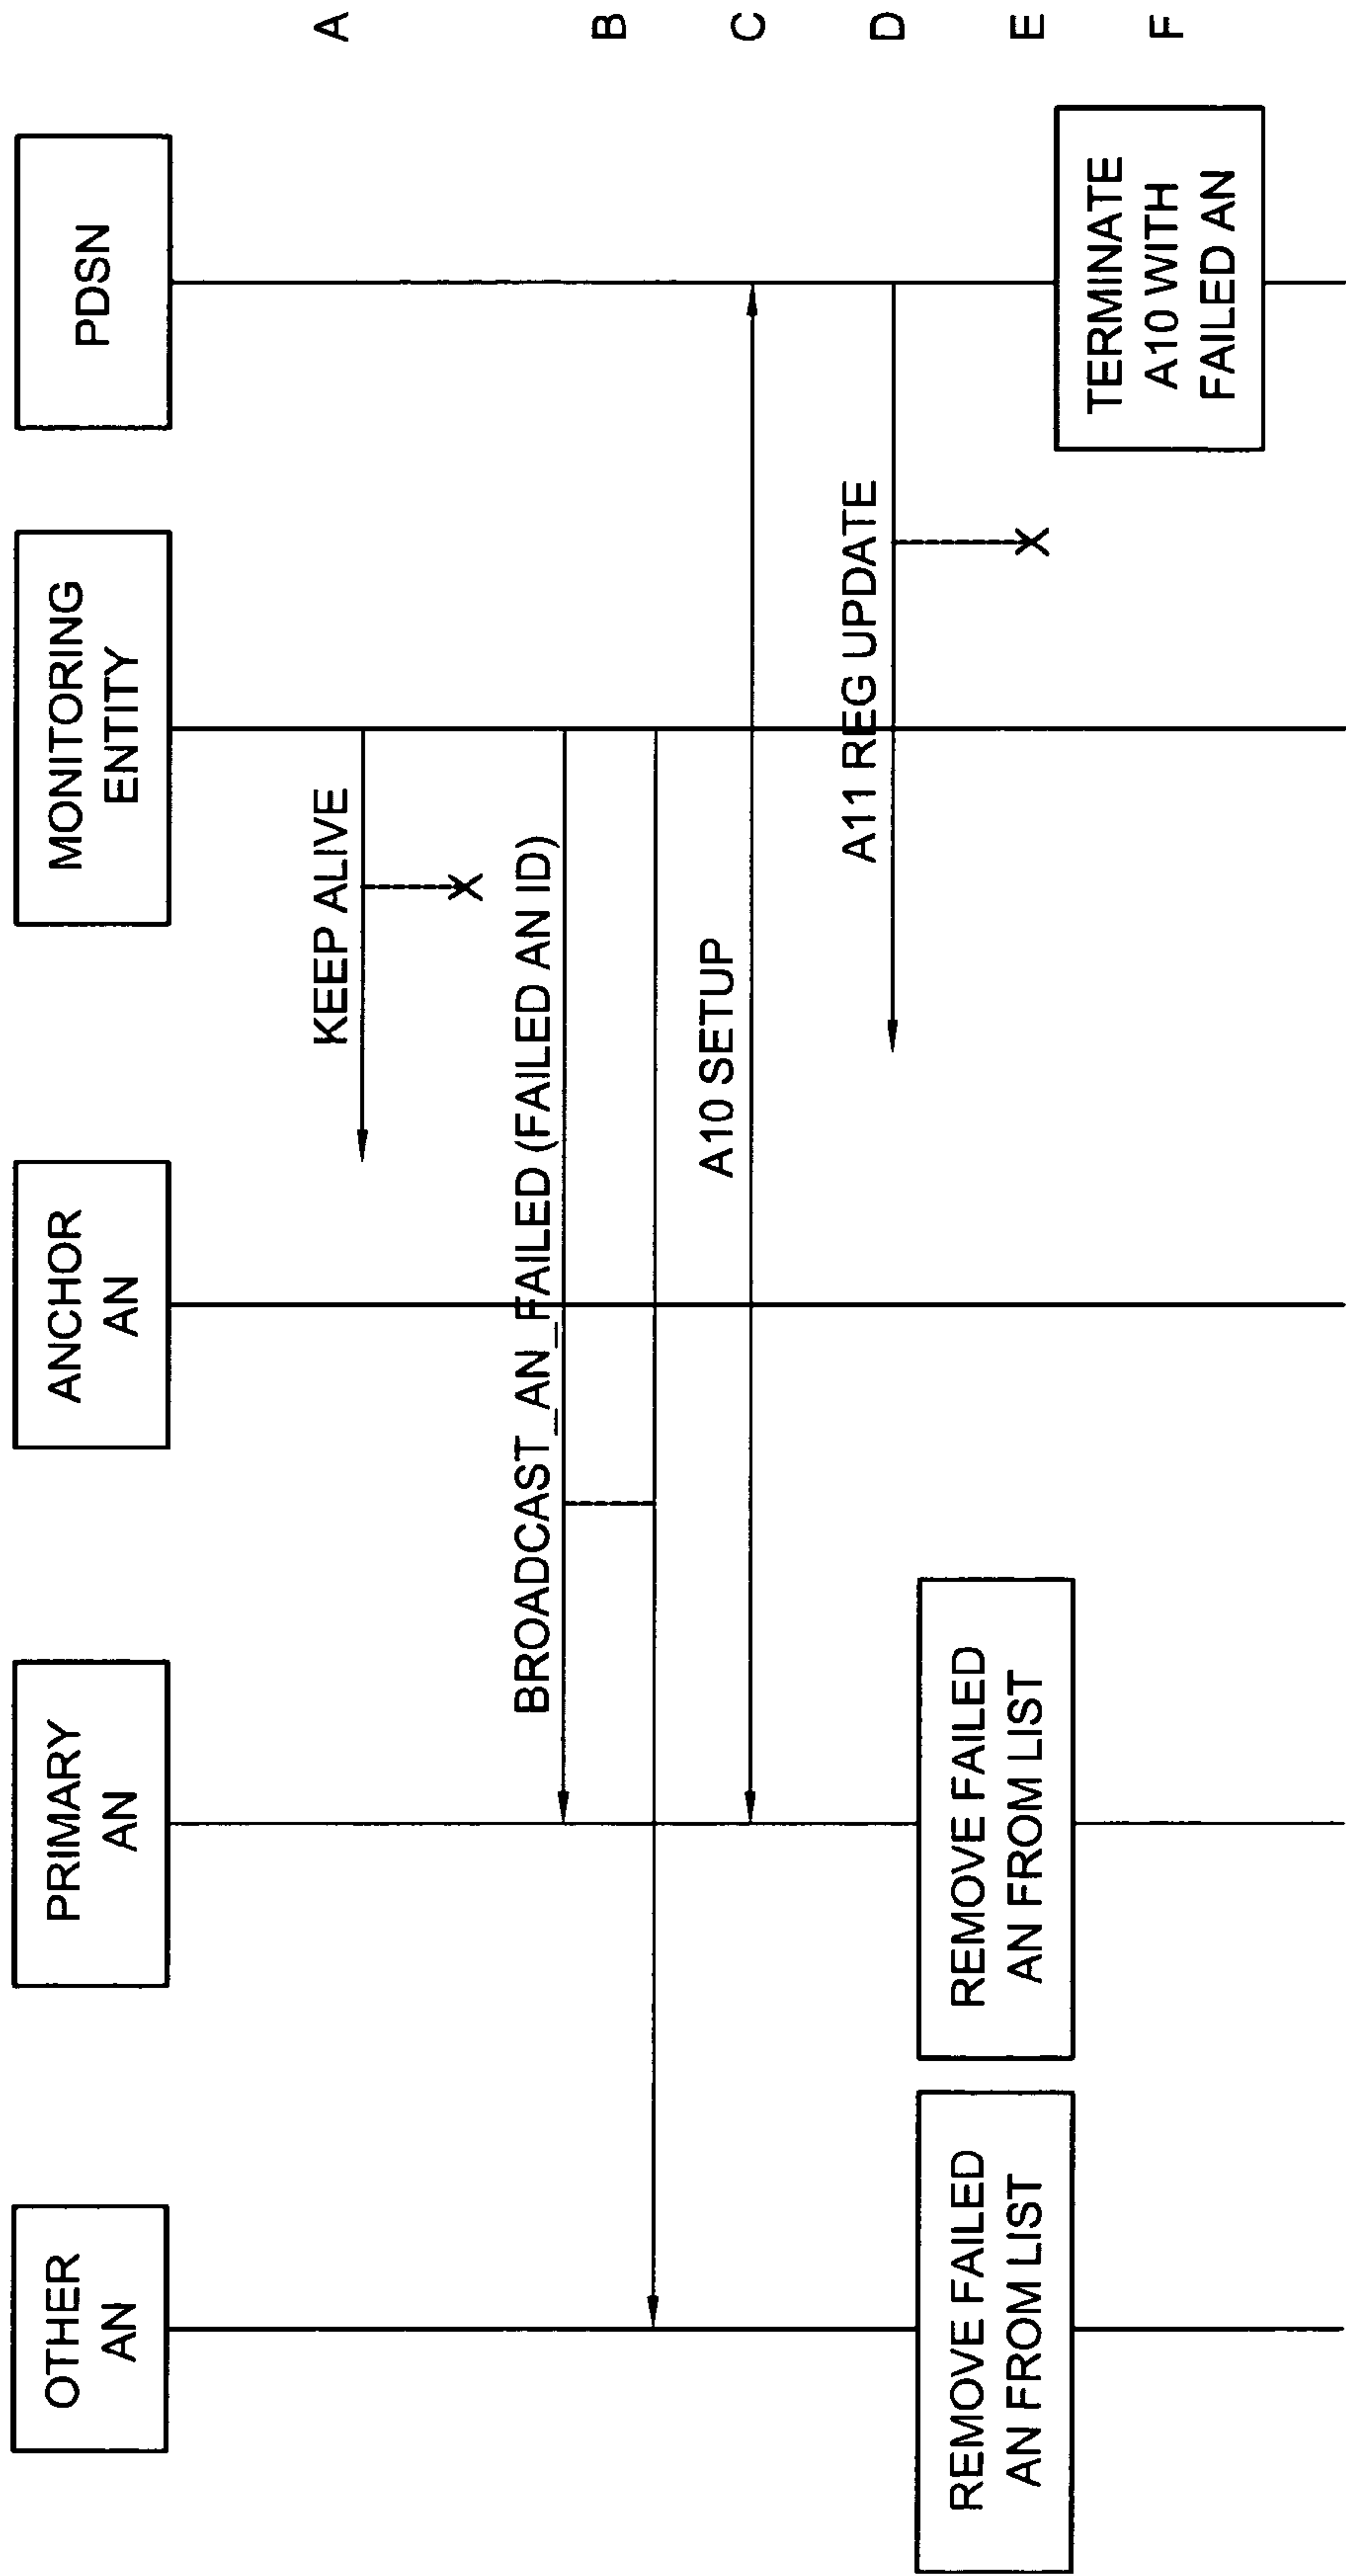 OTHER
AN
PRIMARY
AN
ANCHOR
AN
MONITORING
ENTITY
PDSN
KEEP ALIVE
A
BROADCAST_AN_FAILED (FAILED AN ID)
B
A10 SETUP
C
A11 REG UPDATE
D
REMOVE FAILED
AN FROM LIST
REMOVE FAILED
AN FROM LIST
E
TERMINATE
A10 WITH
FAILED AN
F